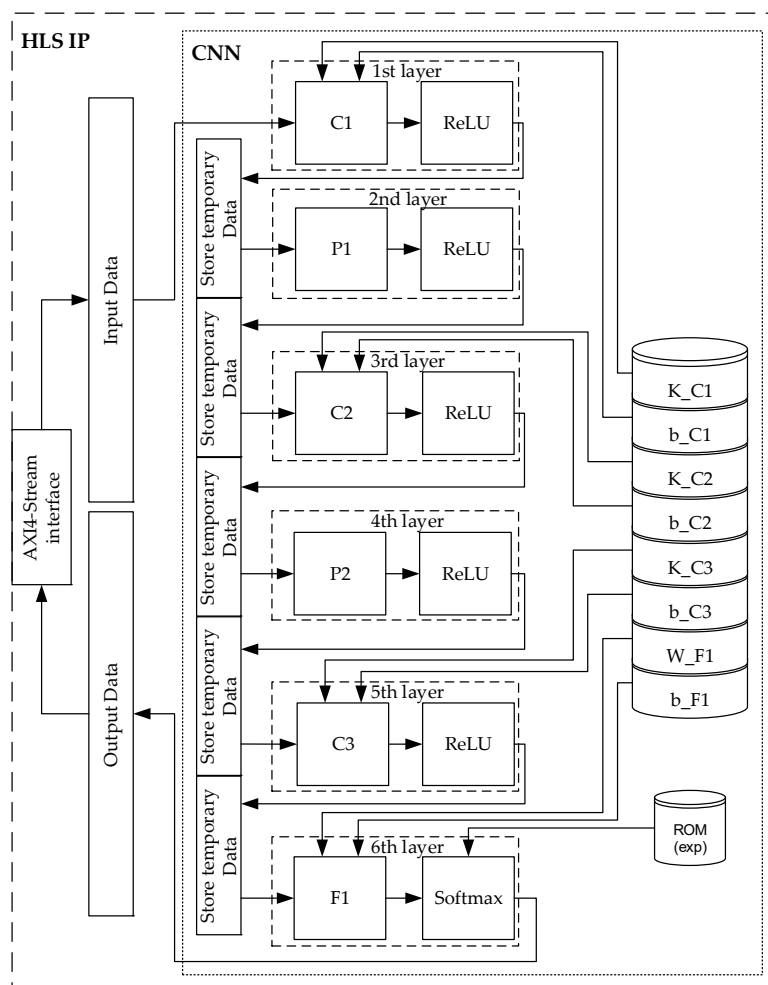 HLS IP
CNN
1st layer
C1
ReLU
2nd layer
P1
ReLU
3rd layer
C2
ReLU
4th layer
P2
ReLU
5th layer
C3
ReLU
6th layer
F1
Softmax
Input Data
AXI4-Stream
interface
Output Data
Store temporary
Data
Store temporary
Data
Store temporary
Data
Store temporary
Data
Store temporary
Data
K_C1
b_C1
K_C2
b_C2
K_C3
b_C3
W_F1
b_F1
ROM
(exp)